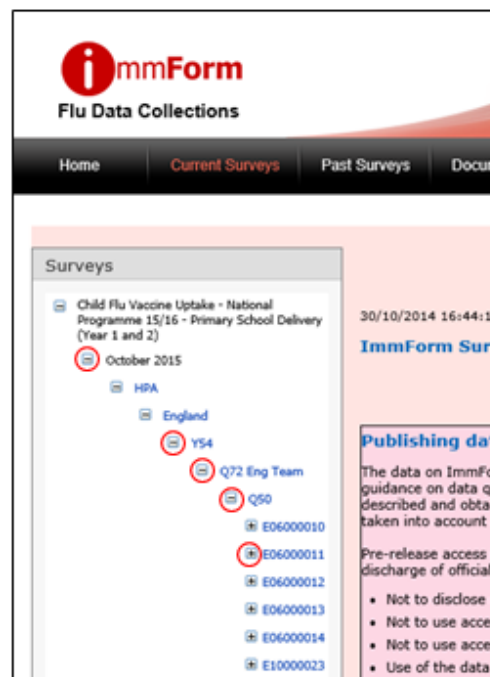 immForm
Flu Data Collections
Home Current Surveys Past Surveys
Surveys
Child Flu Vaccine Uptake - National
Programme 15/16 - Primary School Delivery
(Year 1 and 2)
October 2015
HPA
England
Y54
Q72 Eng Team
Q50
E06000010
E06000011
E06000012
E06000013
E06000014
E10000023
30/10/2014 16:44:1
ImmForm Sur
Publishing da
The data on ImmFo
guidance on data q
described and obta
taken into account
Pre-release access
discharge of official
• Not to disclose
• Not to use acce
• Not to use acce
• Use of the data